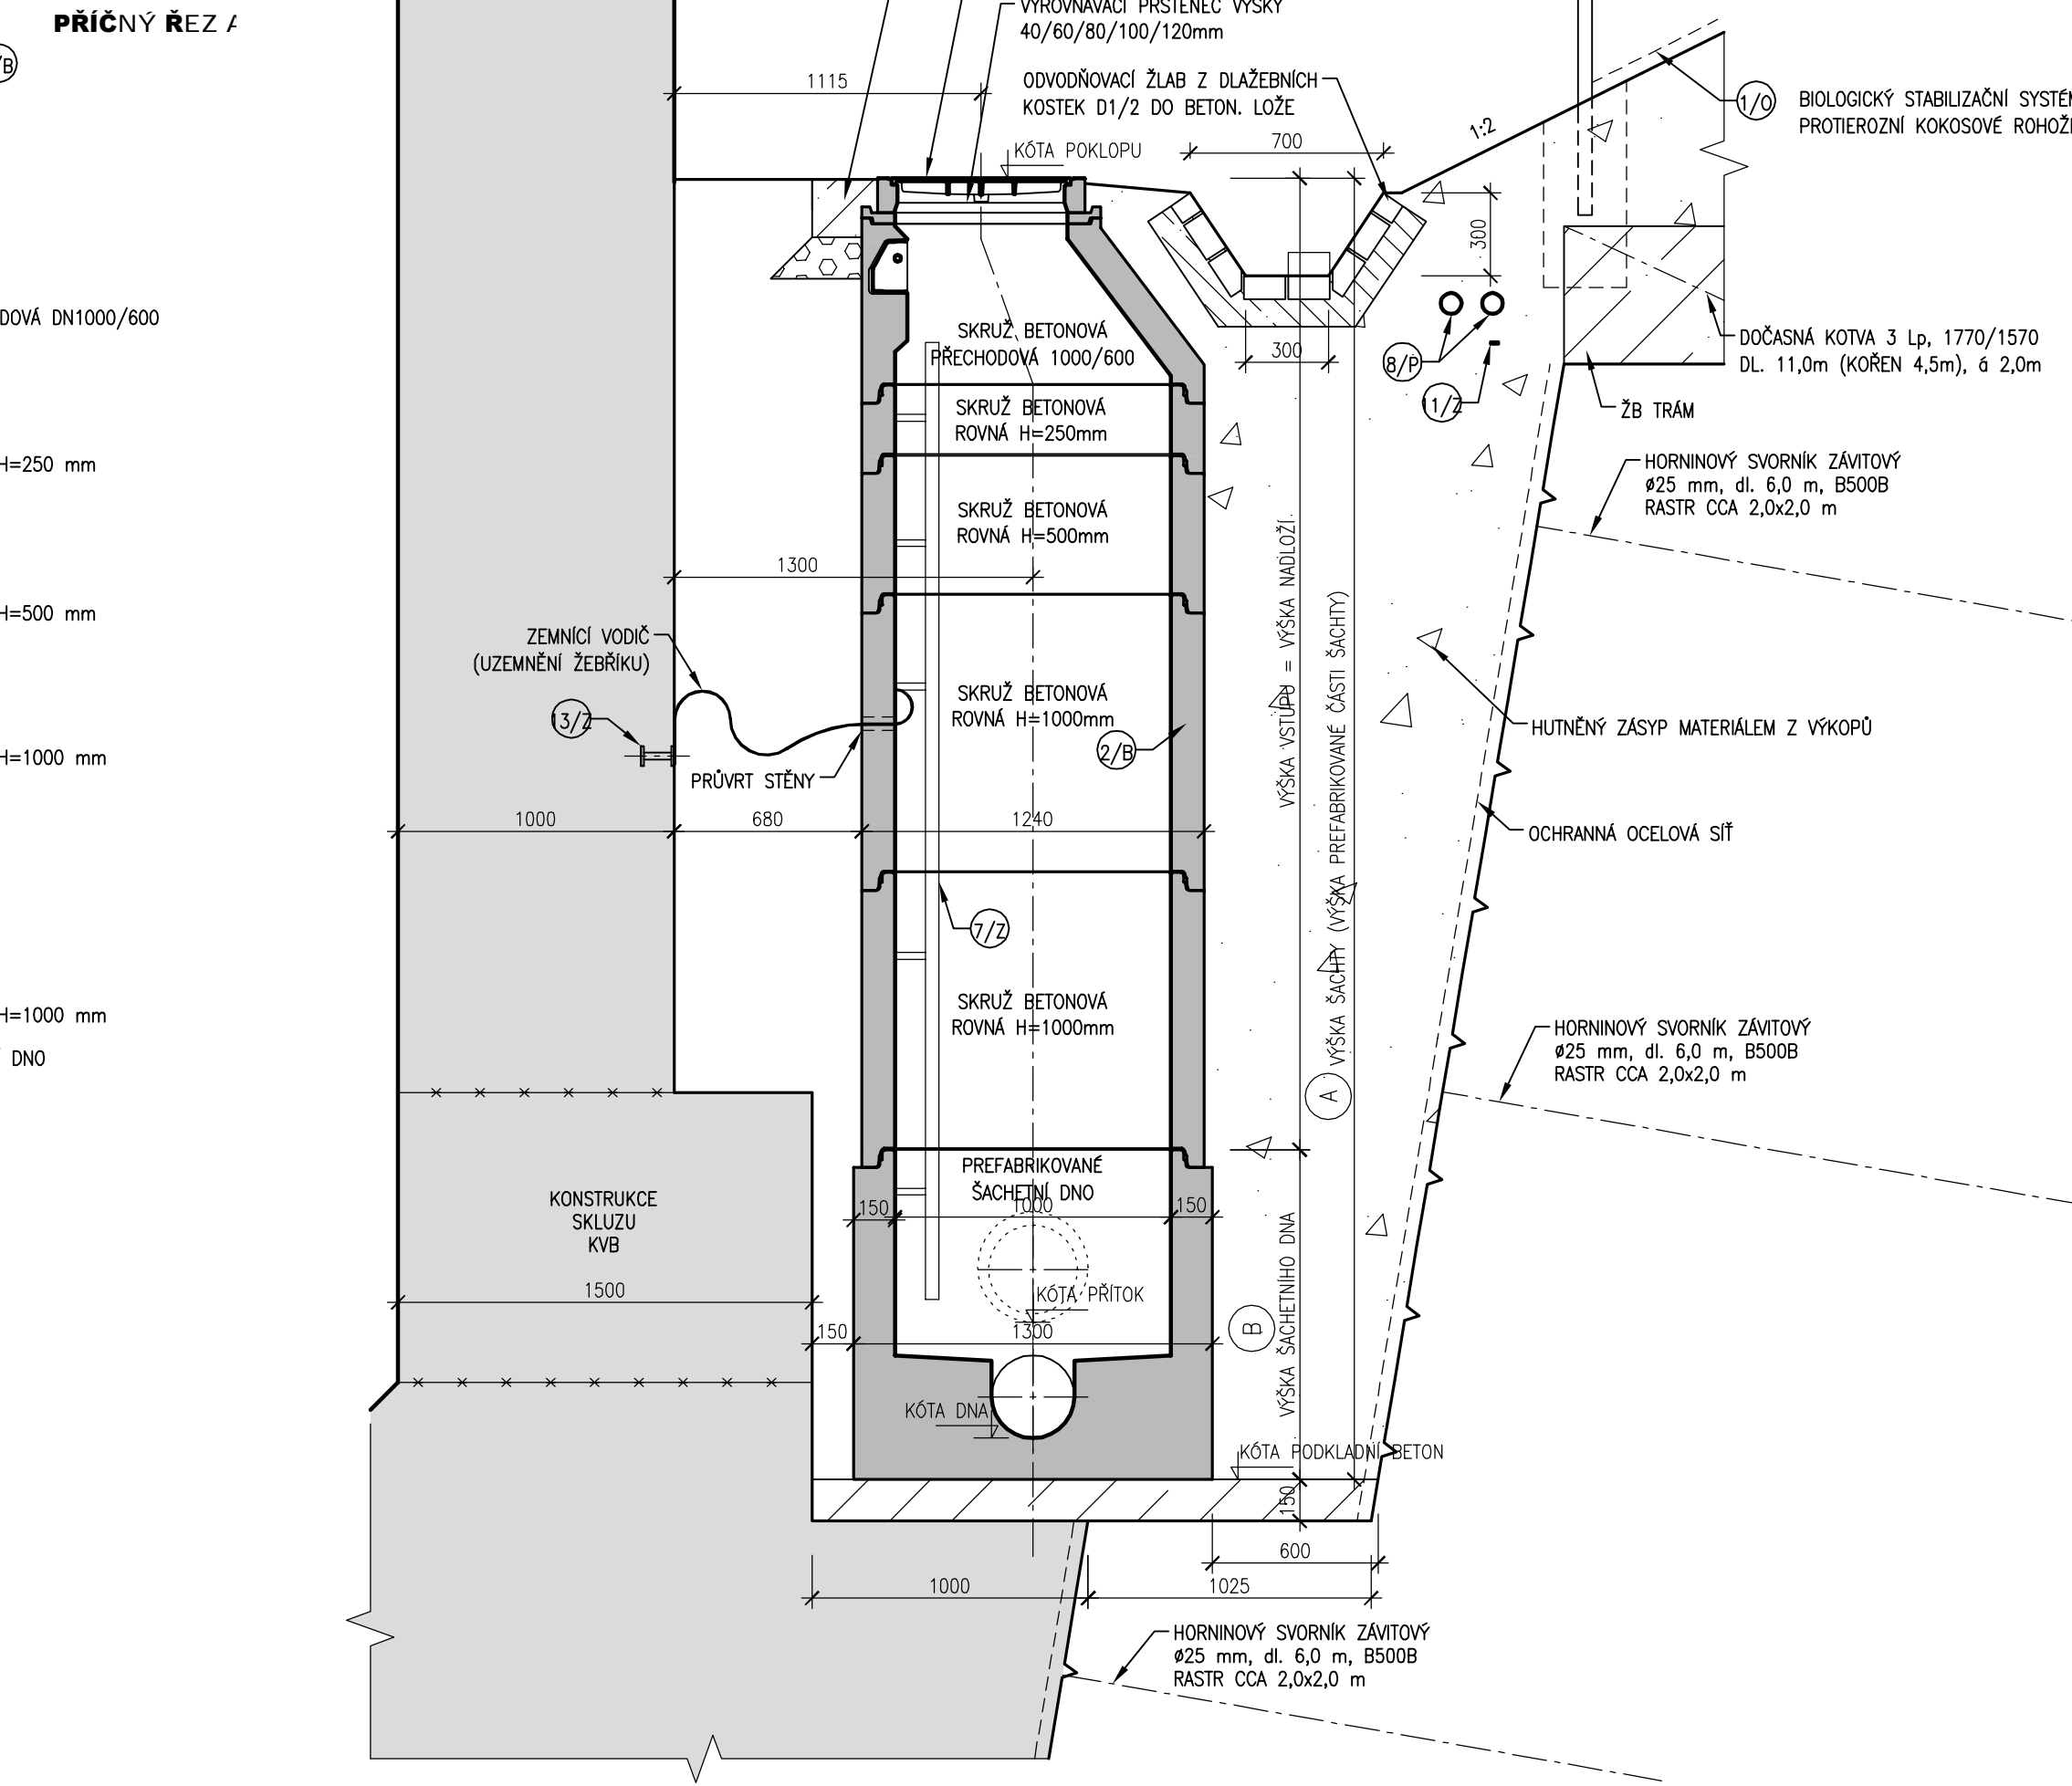 PŘÍČNÝ ŘEZ
VYROVNÁVACÍ PRSTENEC VÝŠKY
40/60/80/100/120mm
ODVODŇOVACÍ ŽLAB Z DLAŽEBNÍCH
KOSTEK D1/2 DO BETON. LOŽE
1115
KÓTA POKLOPU
700
1:2
1/O
BIOLOGICKÝ STABILIZAČNÍ SYSTÉM
PROTIEROZNÍ KOKOSOVÉ ROHOŽE
300
300
8/P
11/Z
DOČASNÁ KOTVA 3 Lp, 1770/1570
DL. 11,0m (KOŘEN 4,5m), á 2,0m
ŽB TRÁM
DN1000/600
SKRUŽ BETONOVÁ
PŘECHODOVÁ 1000/600
SKRUŽ BETONOVÁ
ROVNÁ H=250mm
H=250 mm
HORNINOVÝ SVORNÍK ZÁVITOVÝ
ø25 mm, dl. 6,0 m, B500B
RASTR CCA 2,0x2,0 m
SKRUŽ BETONOVÁ
ROVNÁ H=500mm
1300
H=500 mm
ZEMNÍCÍ VODIČ
(UZEMNĚNÍ ŽEBŘÍKU)
13/Z
PRŮVRT STĚNY
SKRUŽ BETONOVÁ
ROVNÁ H=1000mm
2/B
VÝŠKA VSTUPU = VÝŠKA NADLOŽÍ
VÝŠKA ŠACHTY (VÝŠKA PREFABRIKOVANÉ ČÁSTI ŠACHTY)
A
HUTNĚNÝ ZÁSYP MATERIÁLEM Z VÝKOPŮ
H=1000 mm
1000
680
1240
OCHRANNÁ OCELOVÁ SÍŤ
7/Z
SKRUŽ BETONOVÁ
ROVNÁ H=1000mm
H=1000 mm
DNO
HORNINOVÝ SVORNÍK ZÁVITOVÝ
ø25 mm, dl. 6,0 m, B500B
RASTR CCA 2,0x2,0 m
PREFABRIKOVANÉ
ŠACHETNÍ DNO
150
1000
150
KONSTRUKCE
SKLUZU
KVB
1500
KÓTA PŘÍTOK
150
1300
B
VÝŠKA ŠACHETNÍHO DNA
KÓTA DNA
KÓTA PODKLADNÍ BETON
150
600
1000
1025
HORNINOVÝ SVORNÍK ZÁVITOVÝ
ø25 mm, dl. 6,0 m, B500B
RASTR CCA 2,0x2,0 m